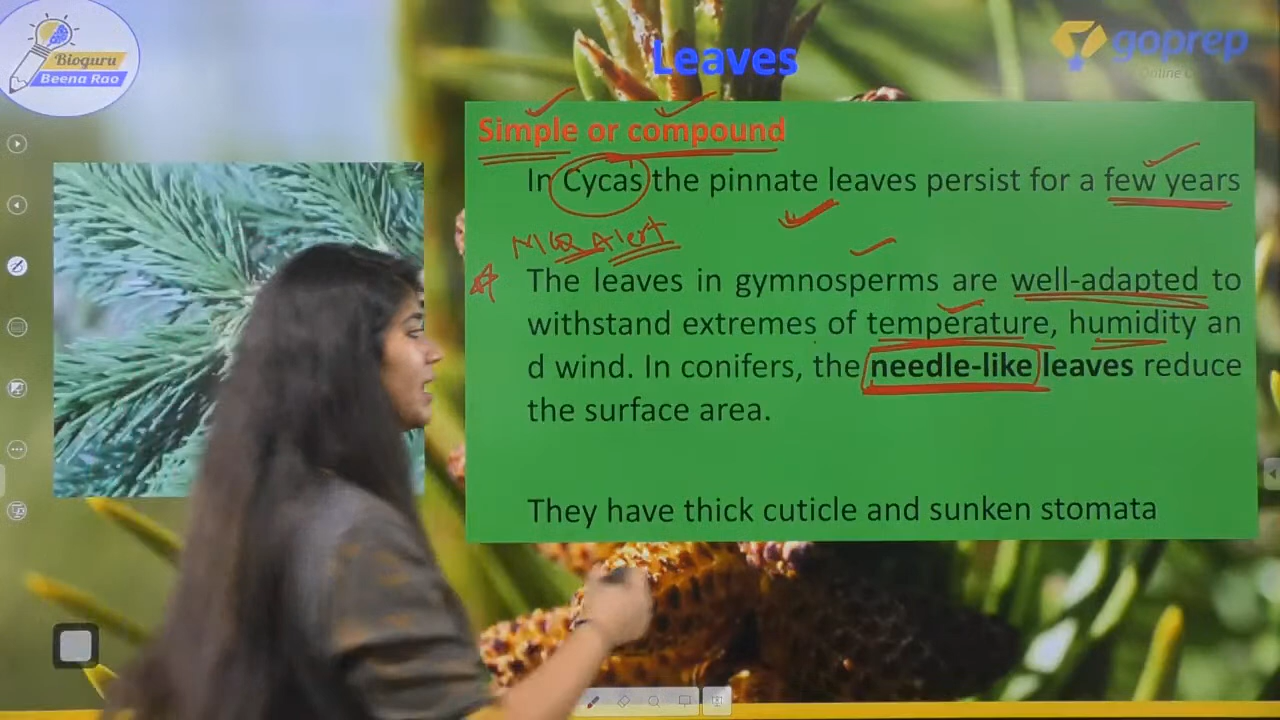 Bioguru
Beena Rao
Leaves
goprep
Online C
Simple or compound
In Cycas the pinnate leaves persist for a few years
MCQ Alert
The leaves in gymnosperms are well-adapted to
withstand extremes of temperature, humidity an
d wind. In conifers, the needle-like leaves reduce
the surface area.
They have thick cuticle and sunken stomata